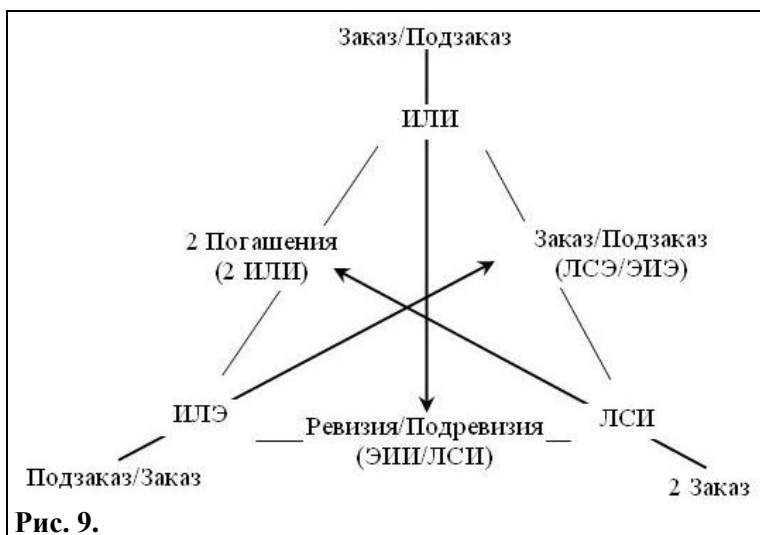 Заказ/Подзаказ
ИЛИ
2 Погашения
(2 ИЛИ)
Заказ/Подзаказ
(ЛСЭ/ЭИЭ)
ИЛЭ
Ревизия/Подревизия
(ЭИИ/ЛСИ)
ЛСИ
Подзаказ/Заказ
2 Заказ
Рис. 9.